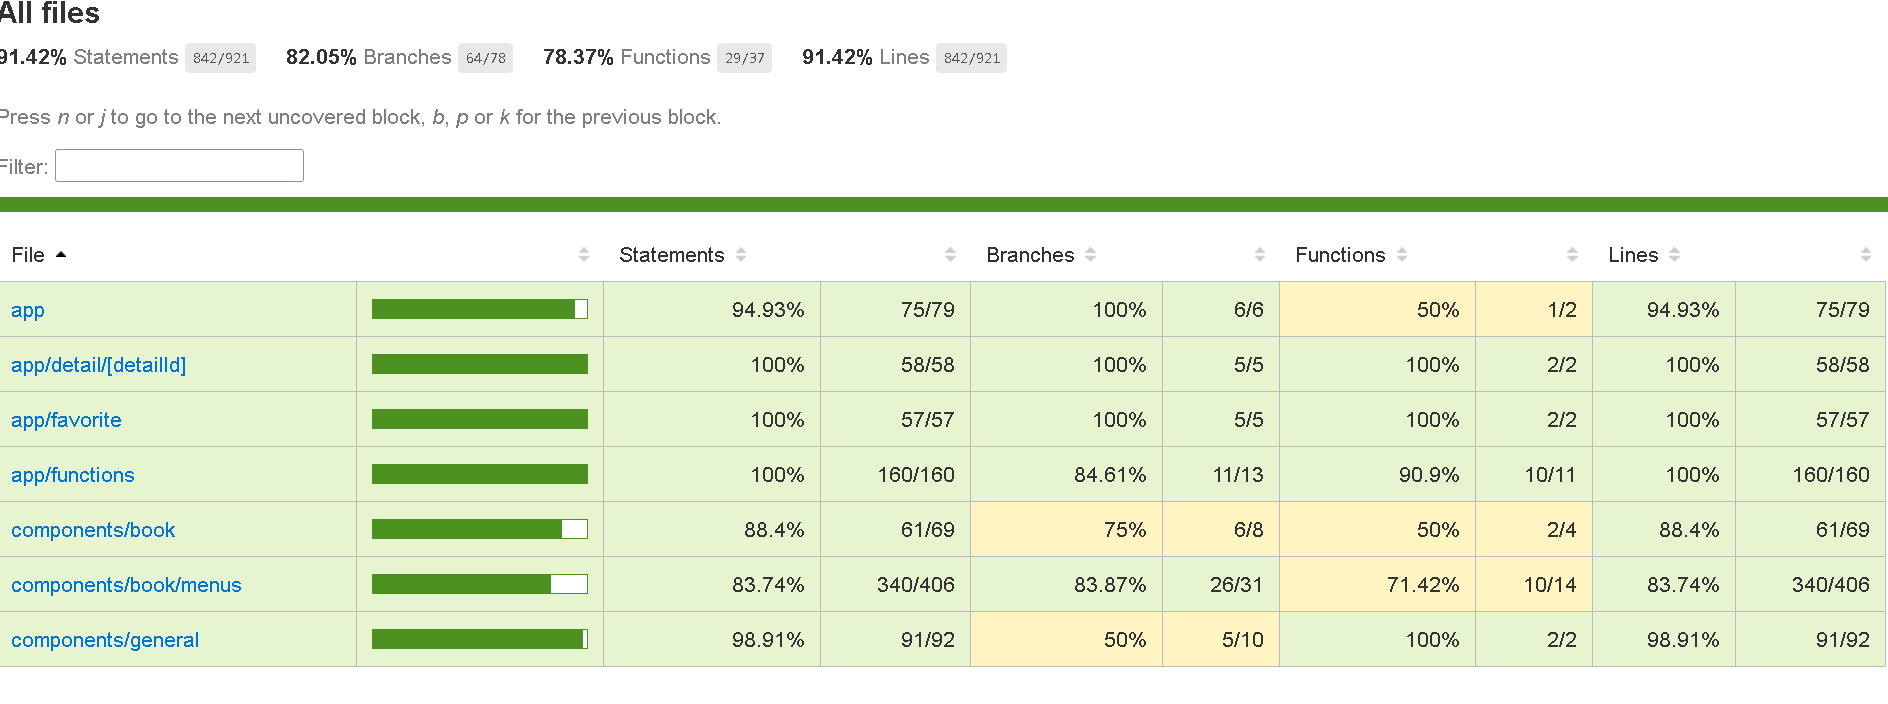 All files
91.42% Statements 842/921 82.05% Branches 64/78 78.37% Functions 29/37 91.42% Lines 842/921
Press n or j to go to the next uncovered block, b, p or k for the previous block.
Filter:
File Statements Branches Functions Lines
app 94.93% 75/79 100% 6/6 50% 1/2 94.93% 75/79
app/detail/[detailId] 100% 58/58 100% 5/5 100% 2/2 100% 58/58
app/favorite 100% 57/57 100% 5/5 100% 2/2 100% 57/57
app/functions 100% 160/160 84.61% 11/13 90.9% 10/11 100% 160/160
components/book 88.4% 61/69 75% 6/8 50% 2/4 88.4% 61/69
components/book/menus 83.74% 340/406 83.87% 26/31 71.42% 10/14 83.74% 340/406
components/general 98.91% 91/92 50% 5/10 100% 2/2 98.91% 91/92